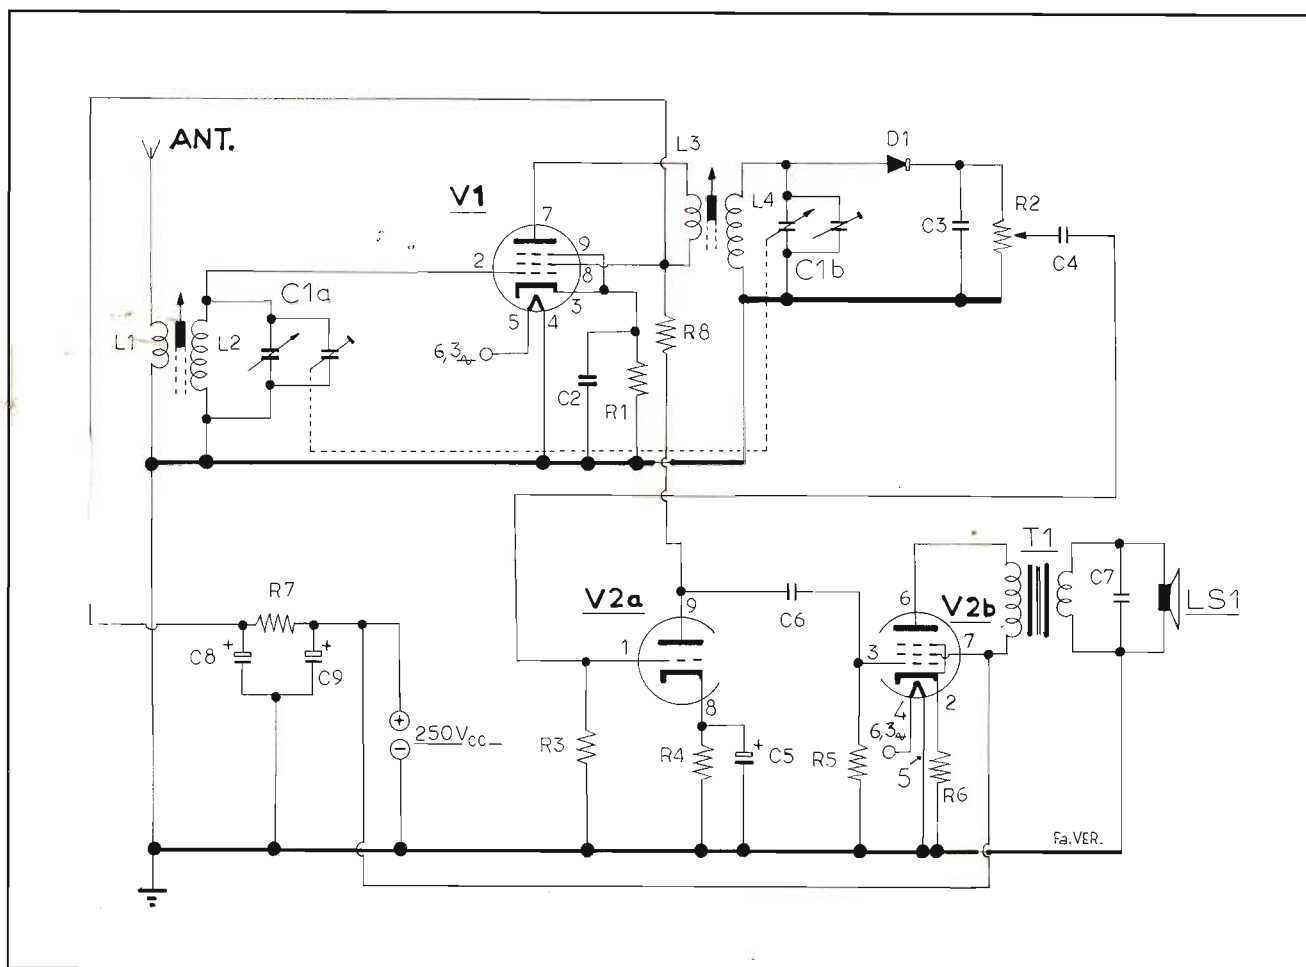 ANT.
V1
L3
D1
L4
R2
C3
C4
C1b
7
9
2
8
3
5
4
6,3~
C1a
L1
L2
C2
R1
R8
R7
C8
C9
250Vcc
V2a
9
1
8
R3
R4
C5
C6
R5
V2b
6
3
7
2
4
6,3~
5
R6
T1
C7
LS1
Fa.VER.